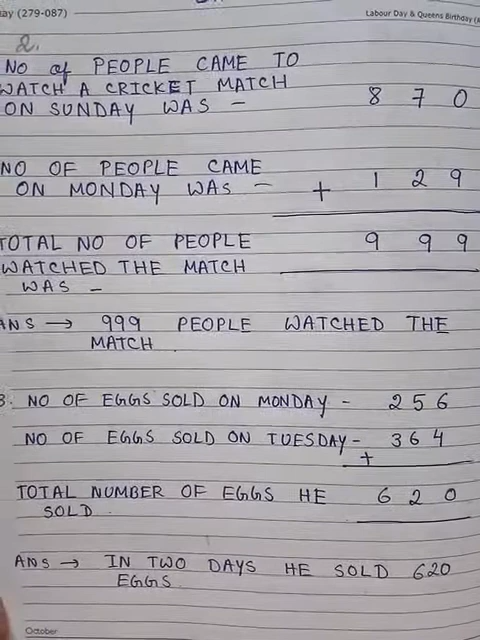 (279-087)
Labour Day & Queens Birthday
2.
NO of PEOPLE CAME TO
WATCH A CRICKET MATCH
ON SUNDAY WAS – 8 7 0
NO OF PEOPLE CAME
ON MONDAY WAS – + 1 2 9
TOTAL NO OF PEOPLE 9 9 9
WATCHED THE MATCH
WAS –
ANS → 999 PEOPLE WATCHED THE
MATCH
3. NO OF EGGS SOLD ON MONDAY – 2 5 6
NO OF EGGS SOLD ON TUESDAY – 3 6 4
+
TOTAL NUMBER OF EGGS HE 6 2 0
SOLD
ANS → IN TWO DAYS HE SOLD 620
EGGS
October